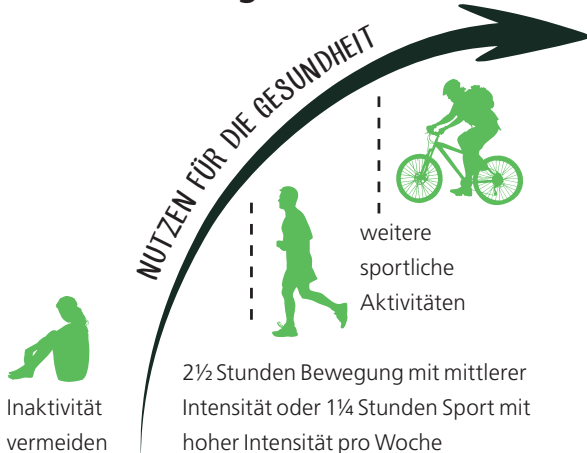 NUTZEN FÜR DIE GESUNDHEIT
weitere
sportliche
Aktivitäten
Inaktivität
vermeiden
2½ Stunden Bewegung mit mittlerer
Intensität oder 1¼ Stunden Sport mit
hoher Intensität pro Woche